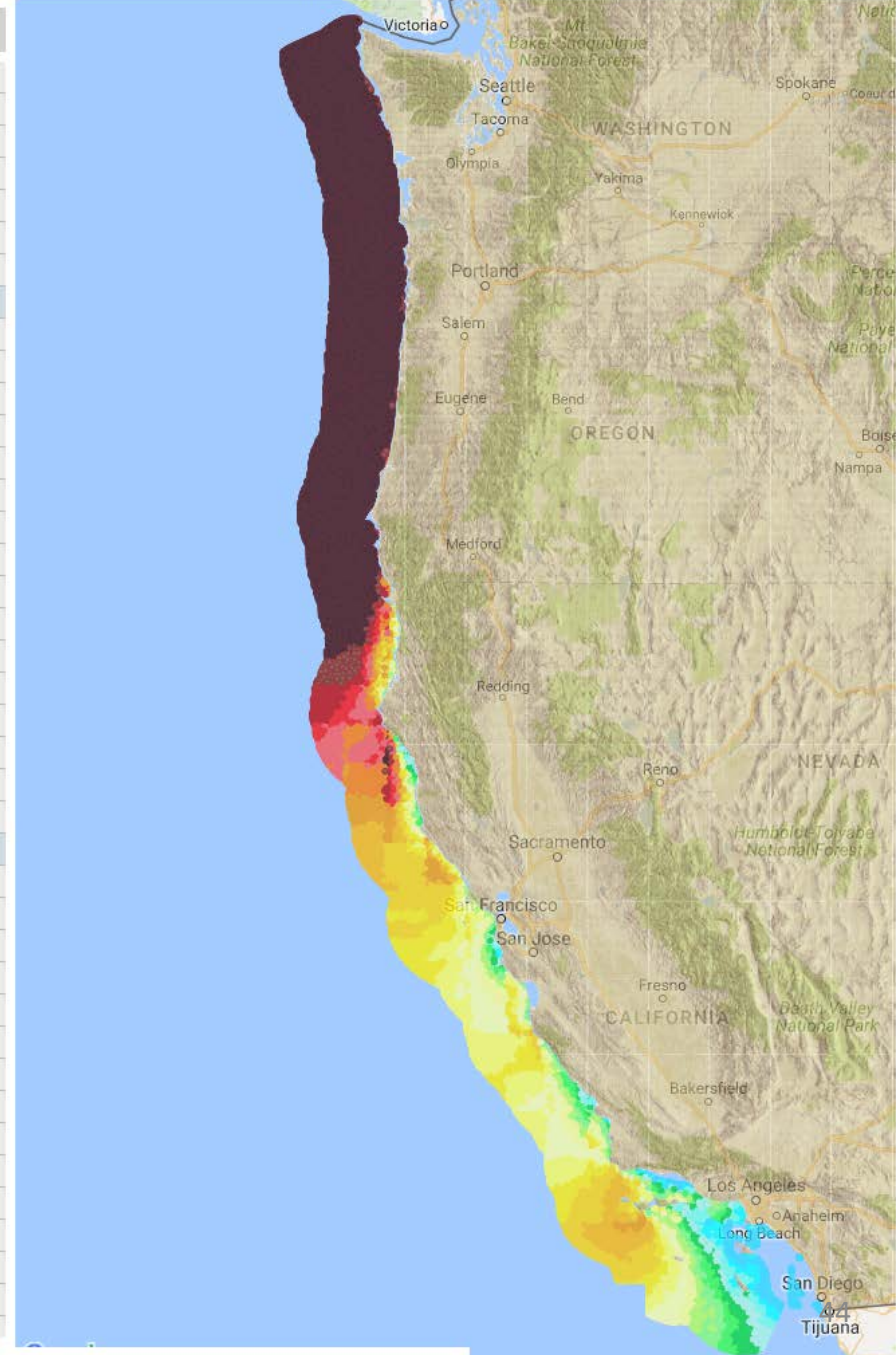 Victoria
Mt.
Baker-Snoqualmie
National Forest
Seattle
Spokane
Coeur d
Tacoma
WASHINGTON
Olympia
Yakima
Kennewick
Portland
Salem
Eugene
Bend
OREGON
Boise
Nampa
Medford
Redding
NEVADA
Reno
Humboldt-Toiyabe
National Forest
Sacramento
San Francisco
San Jose
Fresno
CALIFORNIA
Death Valley
National Park
Bakersfield
Los Angeles
Anaheim
Long Beach
San Diego
44
Tijuana